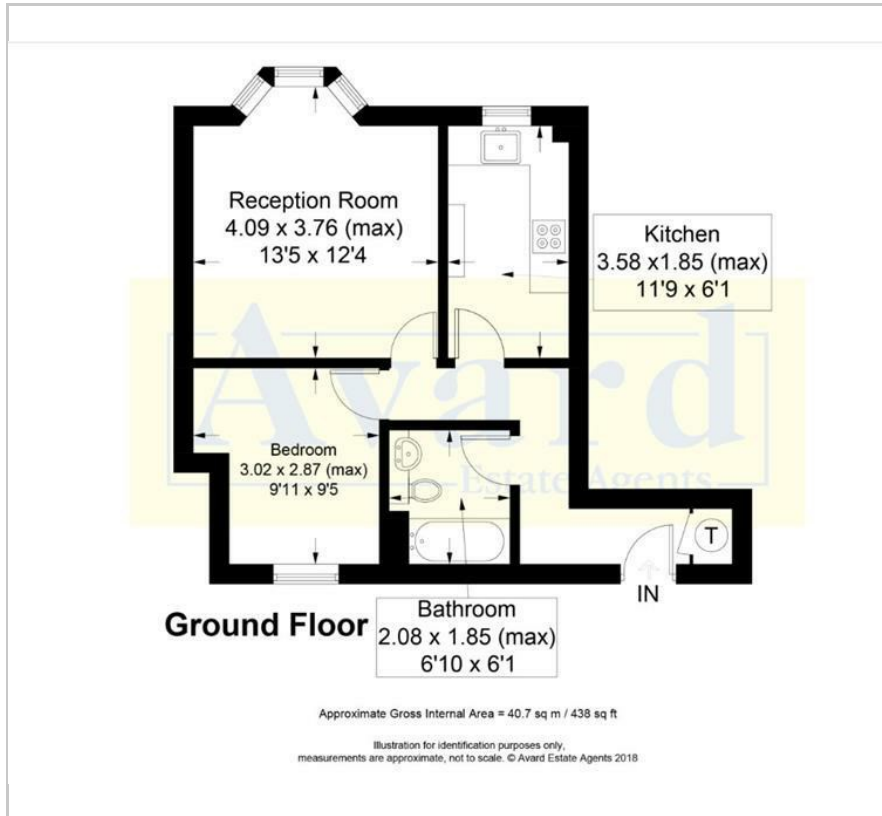 Reception Room
4.09 x 3.76 (max)
13'5 x 12'4
Kitchen
3.58 x1.85 (max)
11'9 x 6'1
Avard
Estate Agents
Bedroom
3.02 x 2.87 (max)
9'11 x 9'5
T
IN
Ground Floor
Bathroom
2.08 x 1.85 (max)
6'10 x 6'1
Approximate Gross Internal Area = 40.7 sq m / 438 sq ft
Illustration for identification purposes only,
measurements are approximate, not to scale. © Avard Estate Agents 2018